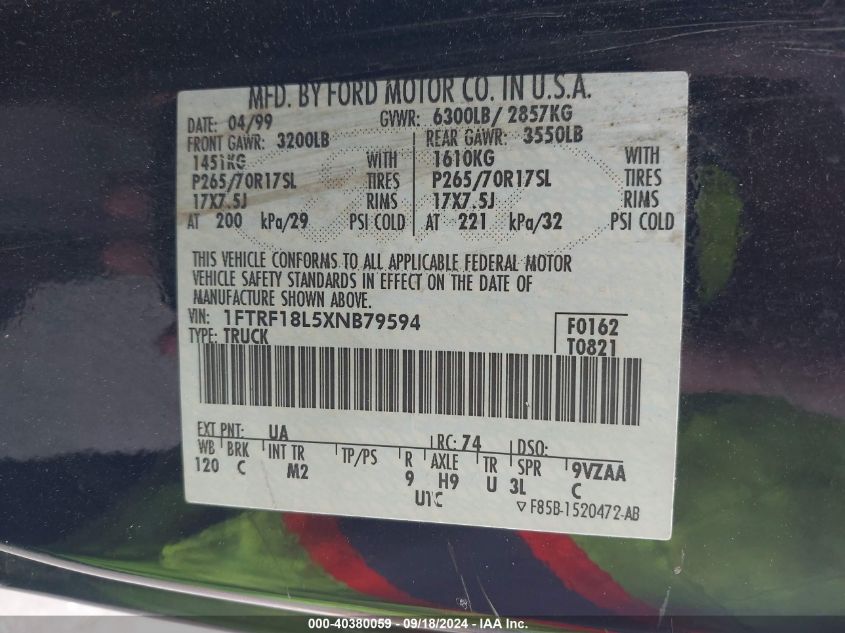 MFD. BY FORD MOTOR CO. IN U.S.A.
DATE: 04/99 GVWR: 6300LB/ 2857KG
FRONT GAWR: 3200LB REAR GAWR: 3550LB
1451KG WITH 1610KG WITH
P265/70R17SL TIRES P265/70R17SL TIRES
17X7.5J RIMS 17X7.5J RIMS
AT 200 kPa/29 PSI COLD AT 221 kPa/32 PSI COLD
THIS VEHICLE CONFORMS TO ALL APPLICABLE FEDERAL MOTOR
VEHICLE SAFETY STANDARDS IN EFFECT ON THE DATE OF
MANUFACTURE SHOWN ABOVE.
VIN: 1FTRF18L5XNB79594 F0162
TYPE: TRUCK T0821
EXT PNT: UA RC: 74 DSO:
WB BRK INT TR TP/PS R AXLE TR SPR 9VZAA
120 C M2 9 H9 U 3L C
U1C
▽ F85B-1520472-AB
000-40380059 - 09/18/2024 - IAA Inc.